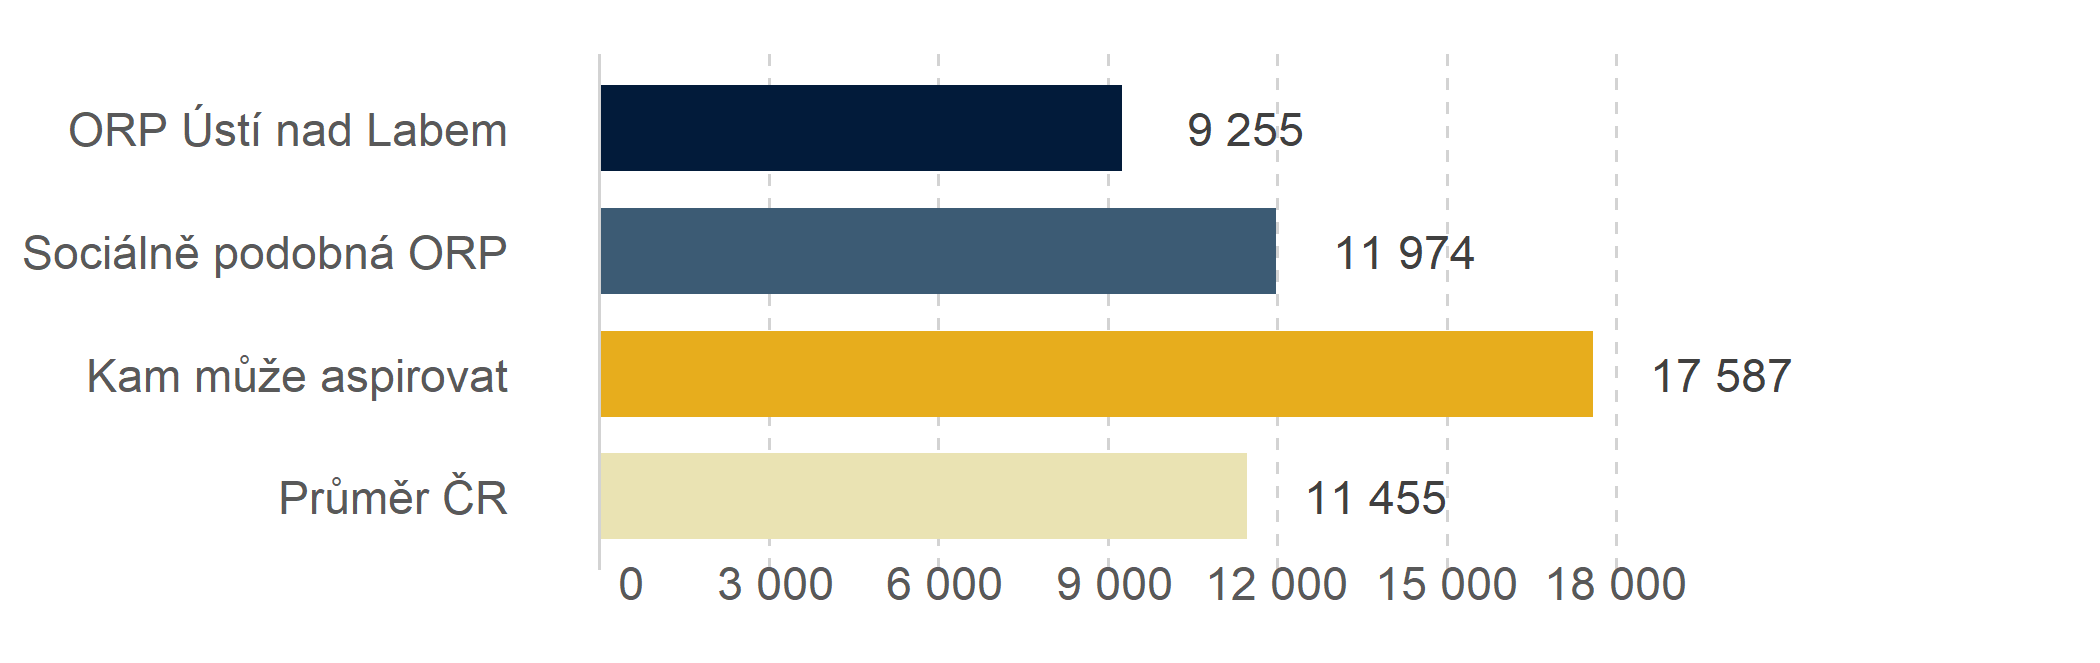 ORP Ústí nad Labem 9 255
Sociálně podobná ORP 11 974
Kam může aspirovat 17 587
Průměr ČR 11 455
0 3 000 6 000 9 000 12 000 15 000 18 000